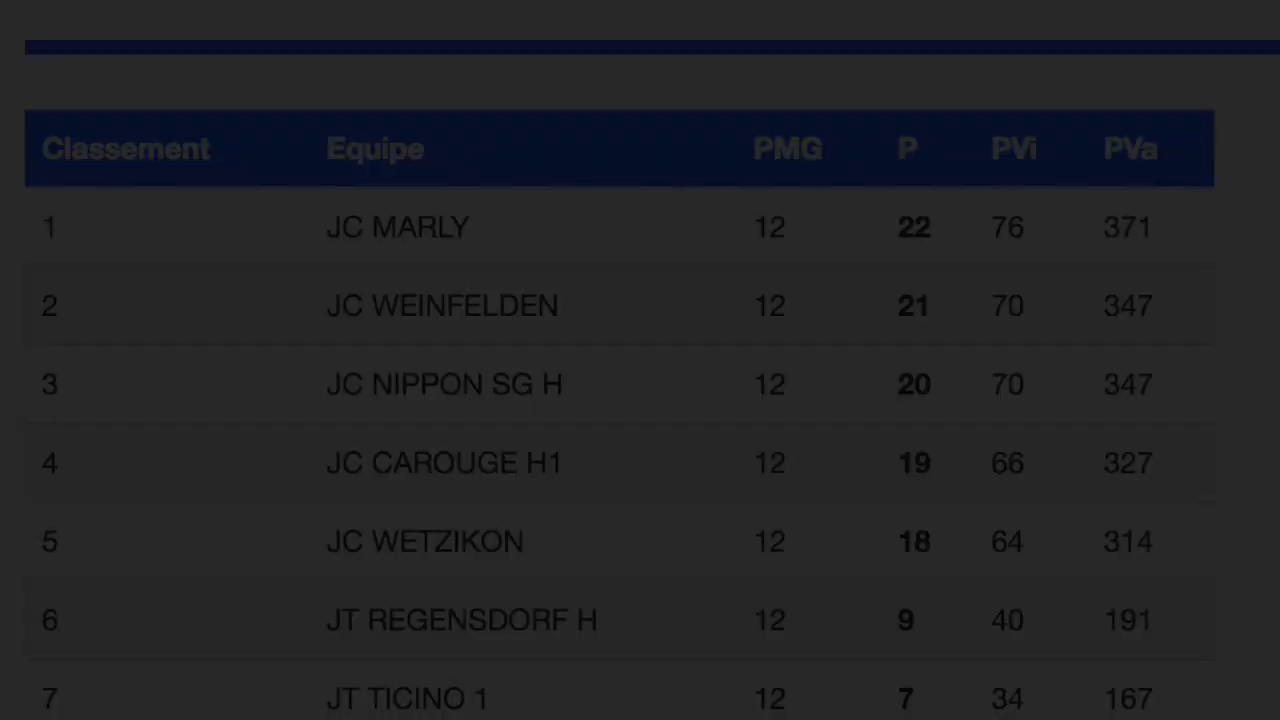 Classement Equipe PMG P PVi PVa
1 JC MARLY 12 22 76 371
2 JC WEINFELDEN 12 21 70 347
3 JC NIPPON SG H 12 20 70 347
4 JC CAROUGE H1 12 19 66 327
5 JC WETZIKON 12 18 64 314
6 JT REGENSDORF H 12 9 40 191
7 JT TICINO 1 12 7 34 167